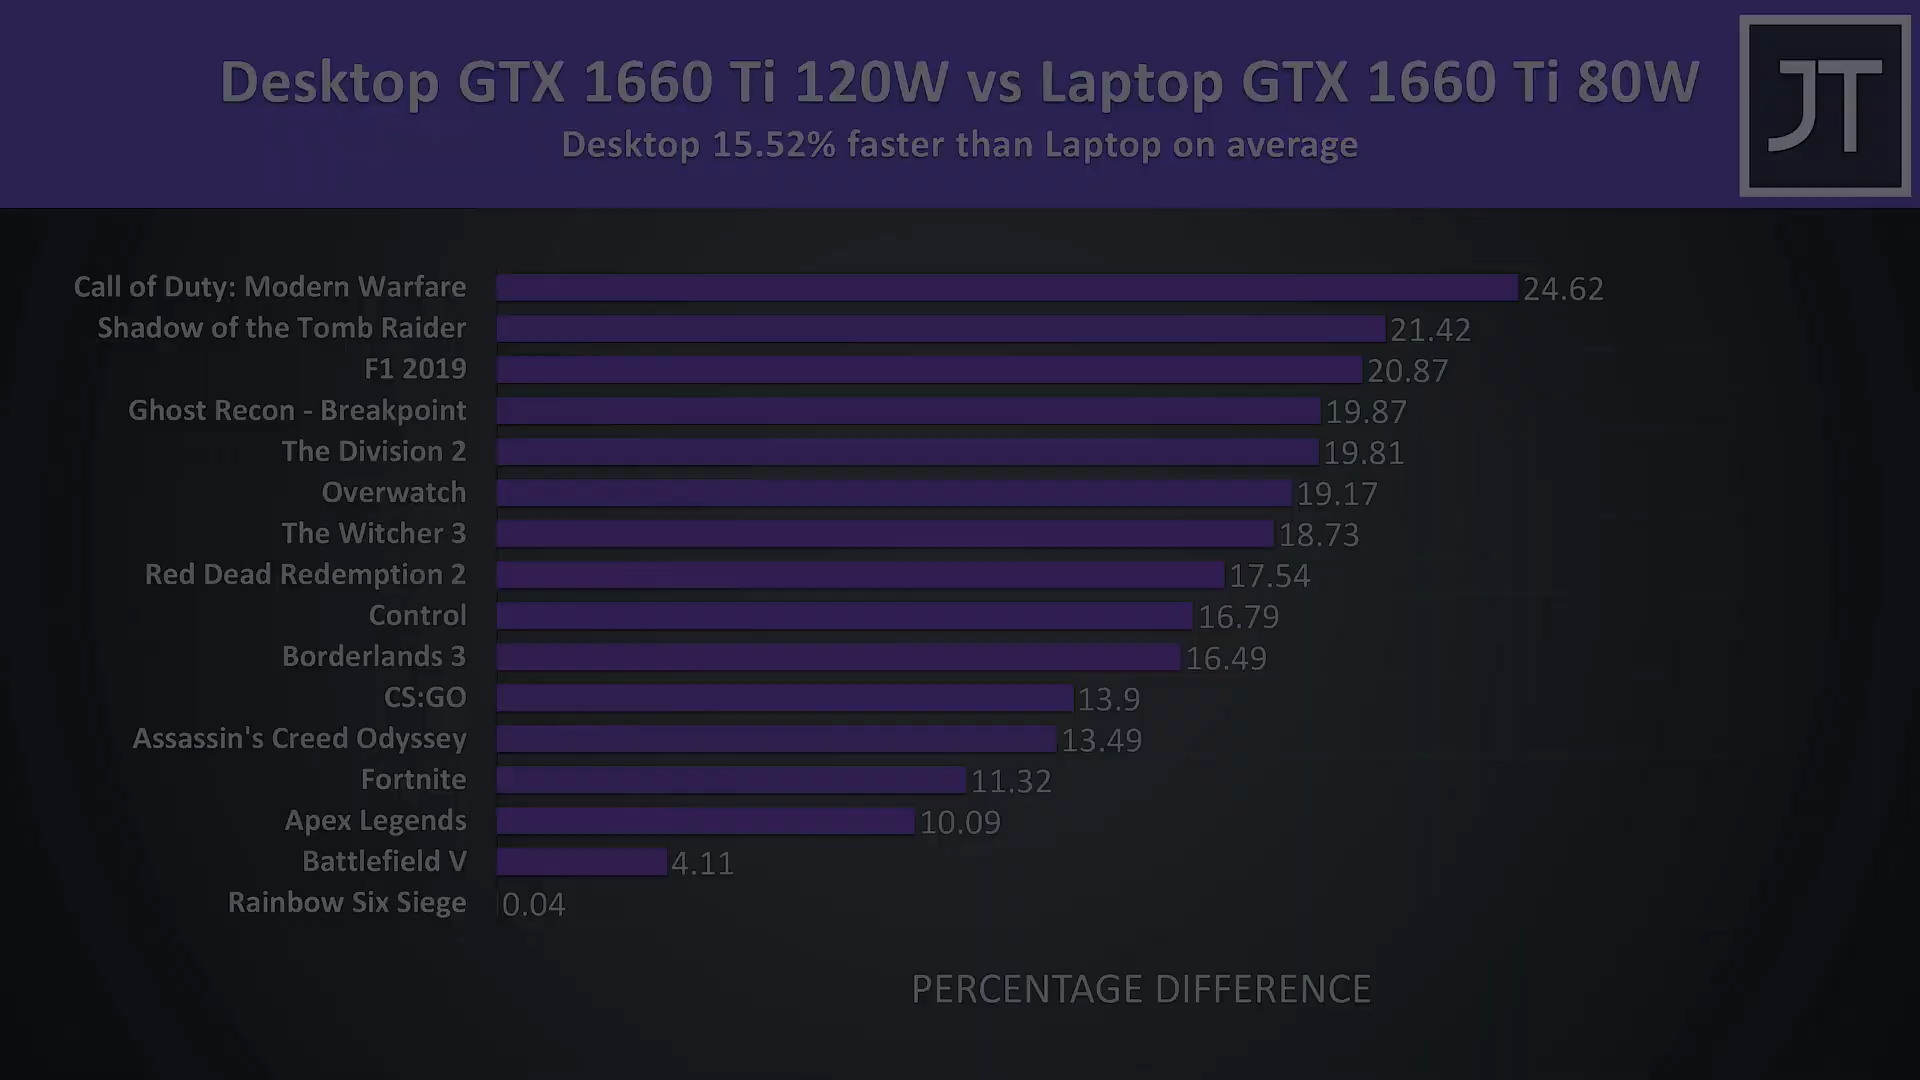 Desktop GTX 1660 Ti 120W vs Laptop GTX 1660 Ti 80W
Desktop 15.52% faster than Laptop on average
JT
Call of Duty: Modern Warfare 24.62
Shadow of the Tomb Raider 21.42
F1 2019 20.87
Ghost Recon - Breakpoint 19.87
The Division 2 19.81
Overwatch 19.17
The Witcher 3 18.73
Red Dead Redemption 2 17.54
Control 16.79
Borderlands 3 16.49
CS:GO 13.9
Assassin's Creed Odyssey 13.49
Fortnite 11.32
Apex Legends 10.09
Battlefield V 4.11
Rainbow Six Siege 0.04
PERCENTAGE DIFFERENCE